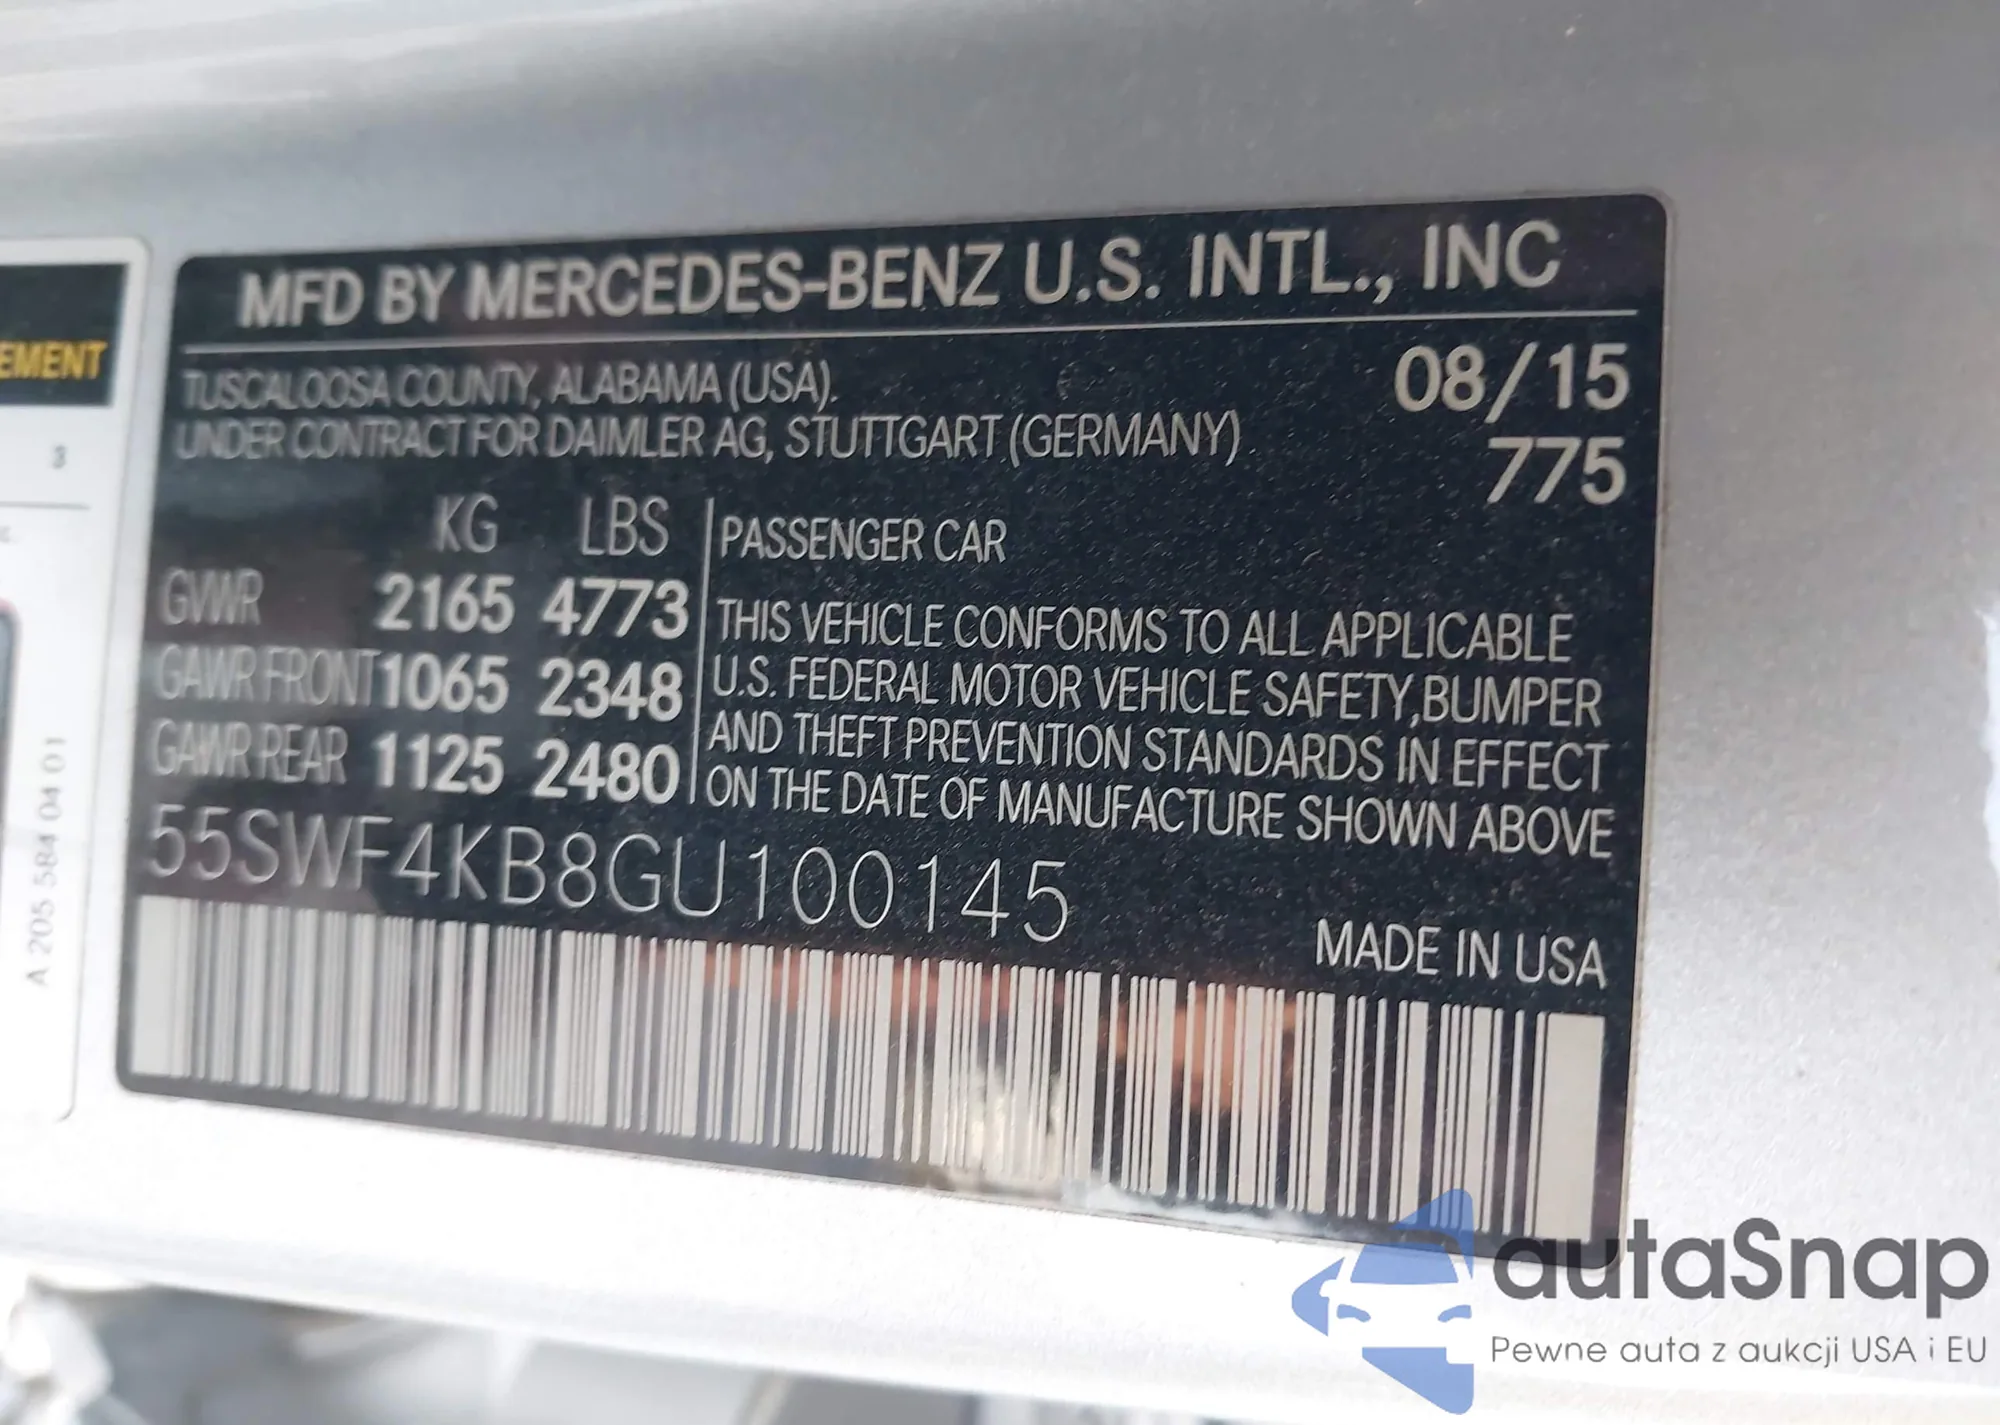 EMENT
A 205 584 04 01
MFD BY MERCEDES-BENZ U.S. INTL., INC
TUSCALOOSA COUNTY, ALABAMA (USA).
UNDER CONTRACT FOR DAIMLER AG, STUTTGART (GERMANY).
08/15
775
KG LBS
GVWR 2165 4773
GAWR FRONT 1065 2348
GAWR REAR 1125 2480
PASSENGER CAR
THIS VEHICLE CONFORMS TO ALL APPLICABLE
U.S. FEDERAL MOTOR VEHICLE SAFETY, BUMPER
AND THEFT PREVENTION STANDARDS IN EFFECT
ON THE DATE OF MANUFACTURE SHOWN ABOVE
55SWF4KB8GU100145
MADE IN USA
autaSnap
Pewne auta z aukcji USA i EU